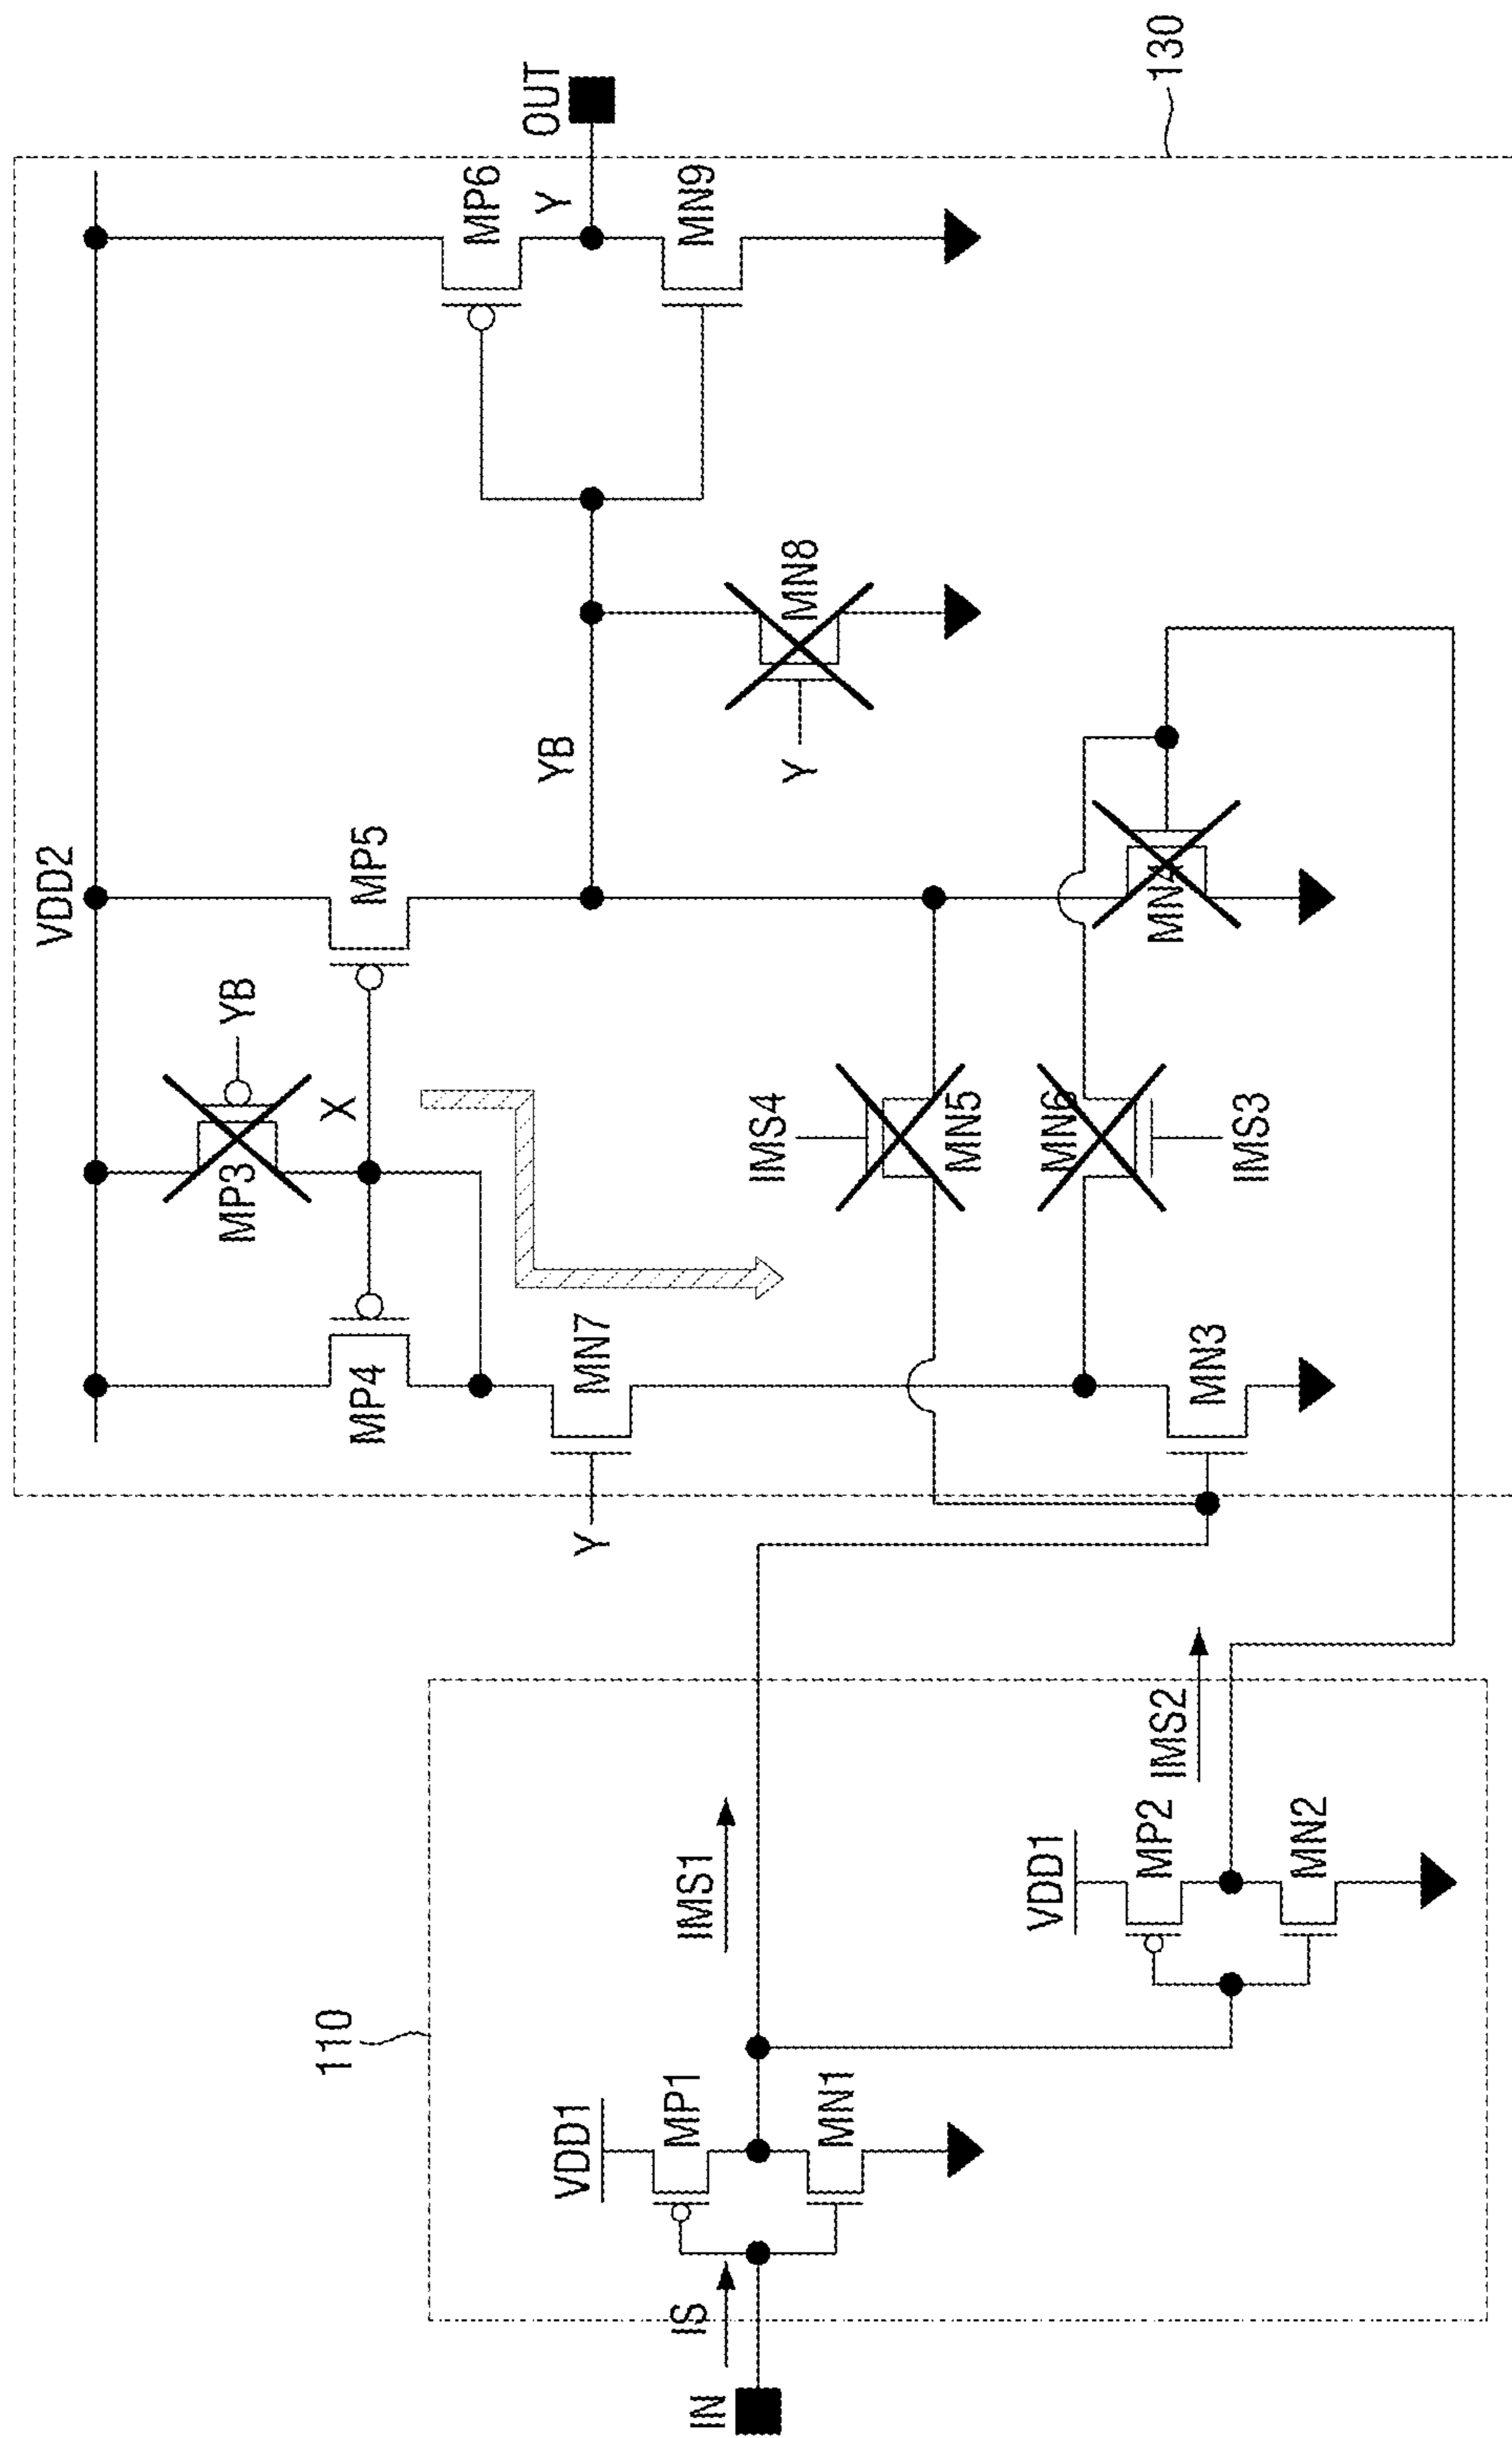 130
OUT
VDD2
MP6
Y
MN9
MP5
YB
MN8
Y
MP3
YB
X
MP4
MN7
Y
IMS4
MN5
MN6
IMS3
MN4
MN3
110
IMS1
IMS2
VDD1
MP2
MN2
VDD1
MP1
MN1
IS
IN